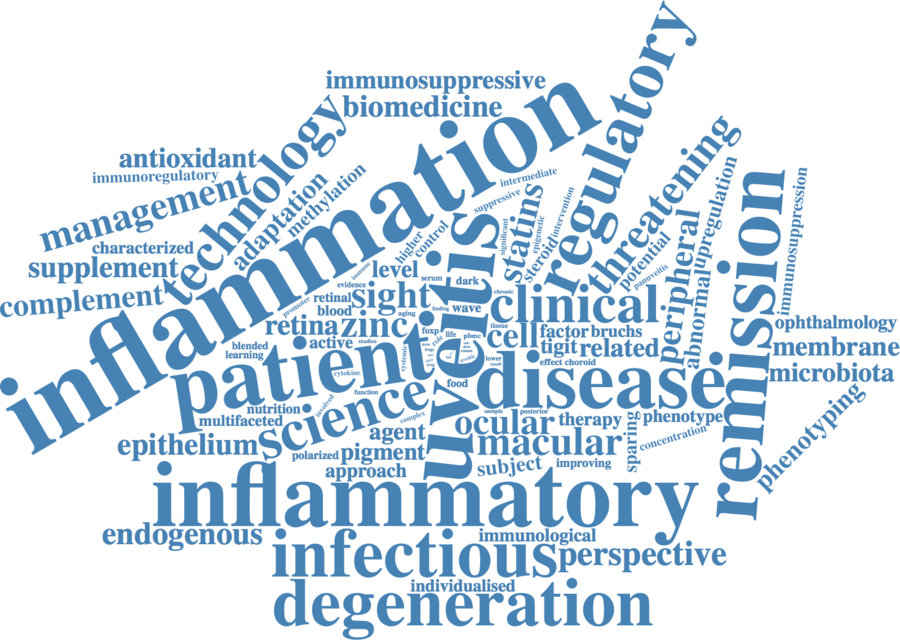 immunosuppressive
biomedicine
regulatory
technology
inflammation
antioxidant
immunoregulatory
management
adaptation
methylation
intermediate
suppressive
threatening
characterized
supplement
complement
higher
control
significant
statins
epigenetic
intervention
steroid
potential
panuveitis
peripheral
upregulation
abnormal
remission
immunosuppression
immune
evidence
promoter
level
serum
dark
chronic
retinal
sight
blood
aging
finding
wave
clinical
uveitis
retina
zinc
active
studies
foxp
life
role
pbmc
tissue
cell
factor
bruchs
tigit
related
ophthalmology
membrane
microbiota
blended
learning
patient
systemic
cytokine
lower
effect
choroid
disease
food
function
nutrition
multifaceted
involved
science
complex
sample
posterior
ocular
therapy
phenotype
phenotyping
epithelium
agent
macular
sparing
concentration
polarized
pigment
approach
subject
improving
inflammatory
endogenous
immunological
infectious
perspective
individualised
degeneration